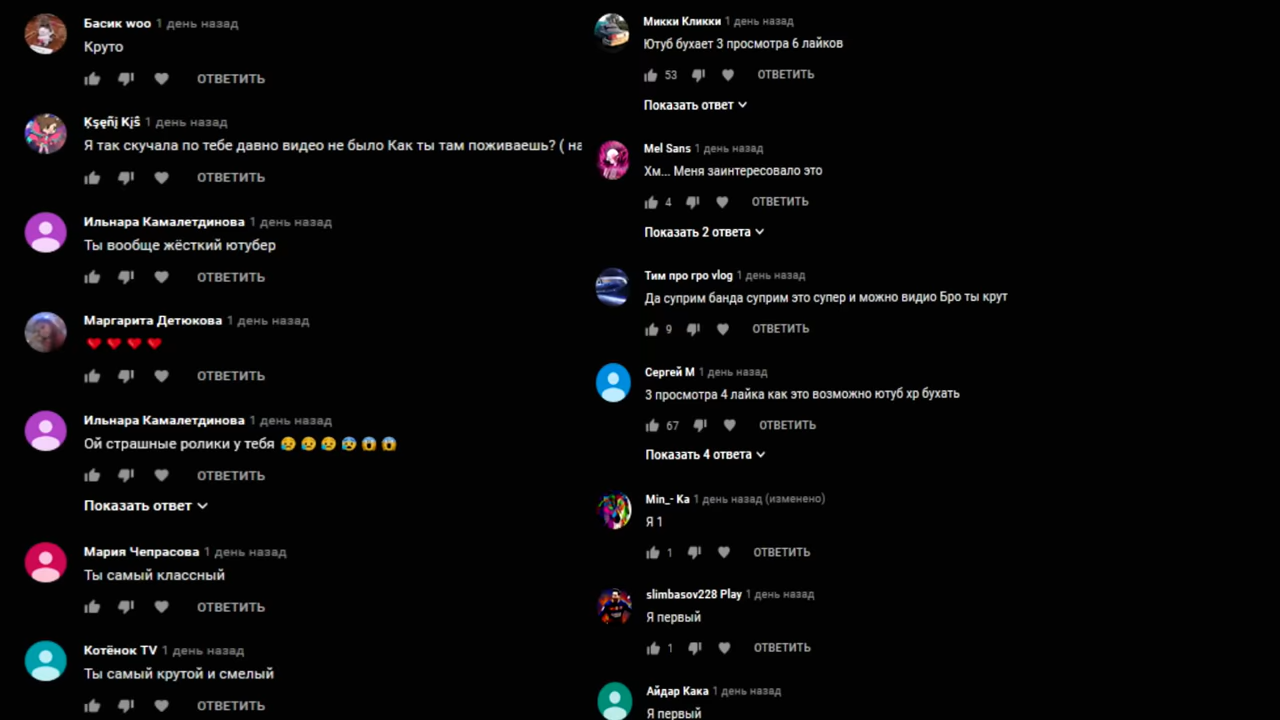 Басик woo 1 день назад
Круто
ОТВЕТИТЬ
Ķşęñį Kįŝ 1 день назад
Я так скучала по тебе давно видео не было Как ты там поживаешь? ( на
ОТВЕТИТЬ
Ильнара Камалетдинова 1 день назад
Ты вообще жёсткий ютубер
ОТВЕТИТЬ
Маргарита Детюкова 1 день назад
❤❤❤❤
ОТВЕТИТЬ
Ильнара Камалетдинова 1 день назад
Ой страшные ролики у тебя 😥😥😥😰😱😱
ОТВЕТИТЬ
Показать ответ
Мария Чепрасова 1 день назад
Ты самый классный
ОТВЕТИТЬ
Котёнок TV 1 день назад
Ты самый крутой и смелый
ОТВЕТИТЬ
Микки Кликки 1 день назад
Ютуб бухает 3 просмотра 6 лайков
53 ОТВЕТИТЬ
Показать ответ
Mel Sans 1 день назад
Хм... Меня заинтересовало это
4 ОТВЕТИТЬ
Показать 2 ответа
Тим про гро vlog 1 день назад
Да суприм банда суприм это супер и можно видио Бро ты крут
9 ОТВЕТИТЬ
Сергей М 1 день назад
3 просмотра 4 лайка как это возможно ютуб хр бухать
67 ОТВЕТИТЬ
Показать 4 ответа
Min_- Ka 1 день назад (изменено)
Я 1
1 ОТВЕТИТЬ
slimbasov228 Play 1 день назад
Я первый
1 ОТВЕТИТЬ
Айдар Кака 1 день назад
Я первый